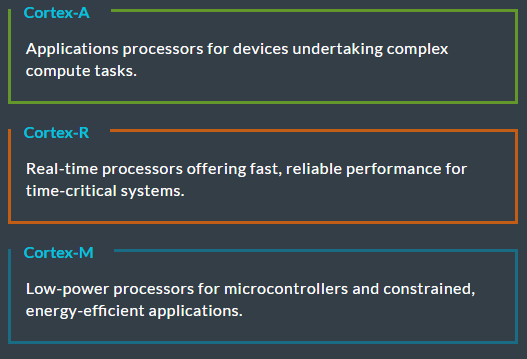 Cortex-A
Applications processors for devices undertaking complex
compute tasks.
Cortex-R
Real-time processors offering fast, reliable performance for
time-critical systems.
Cortex-M
Low-power processors for microcontrollers and constrained,
energy-efficient applications.